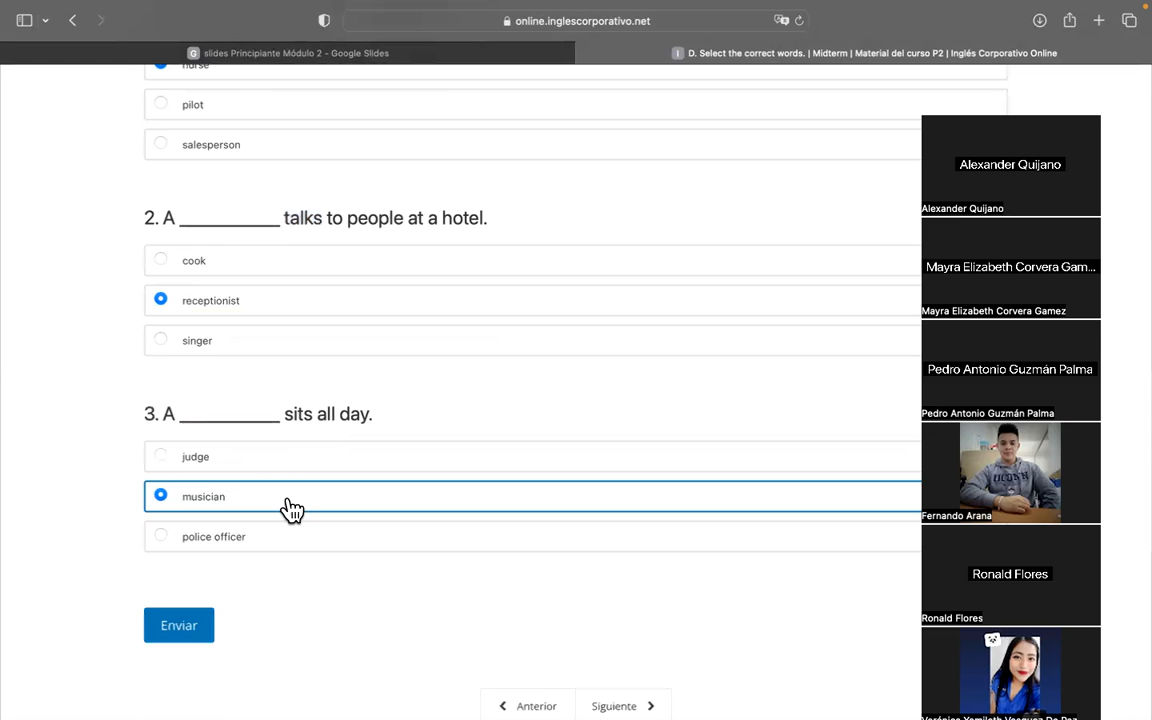 online.inglescorporativo.net
G slides Principiante Módulo 2 - Google Slides
I D. Select the correct words. | Midterm | Material del curso P2 | Inglés Corporativo Online
nurse
pilot
salesperson
2. A __________ talks to people at a hotel.
cook
receptionist
singer
3. A __________ sits all day.
judge
musician
police officer
Enviar
Anterior
Siguiente
Alexander Quijano
Alexander Quijano
Mayra Elizabeth Corvera Gam...
Mayra Elizabeth Corvera Gamez
Pedro Antonio Guzmán Palma
Pedro Antonio Guzmán Palma
UCONN
Fernando Arana
Ronald Flores
Ronald Flores